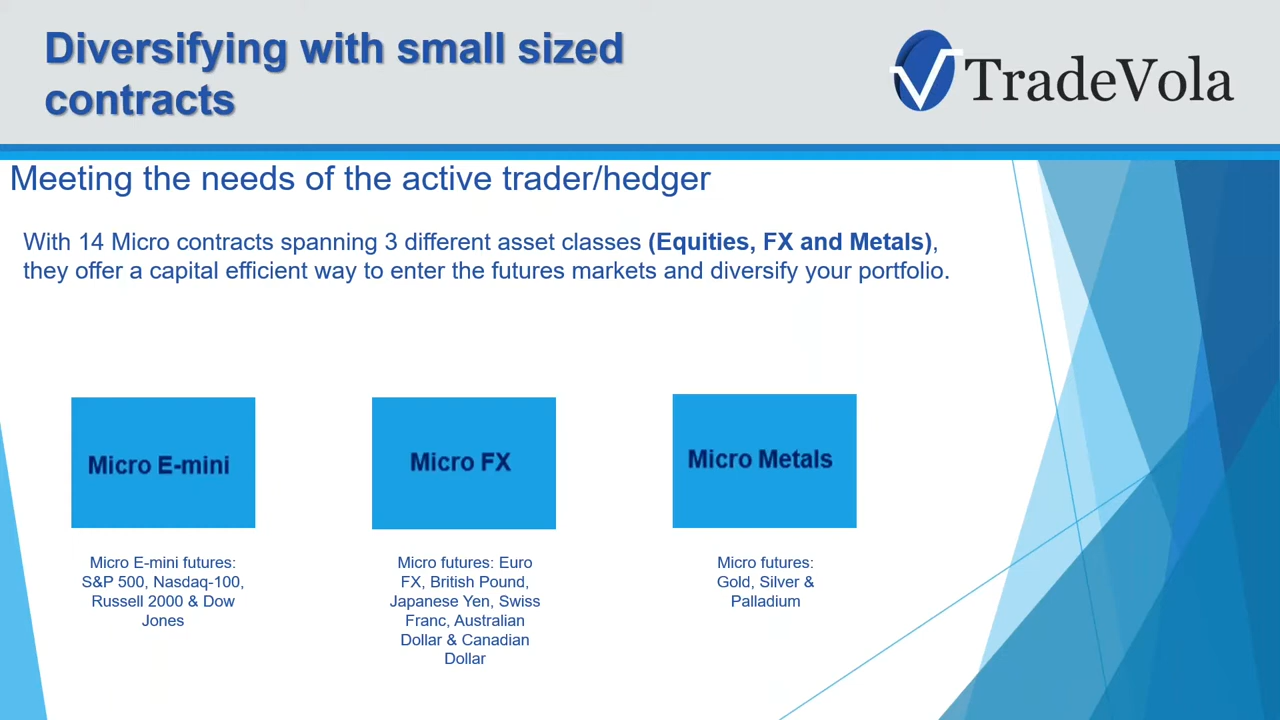 Diversifying with small sized
contracts
TradeVola
Meeting the needs of the active trader/hedger
With 14 Micro contracts spanning 3 different asset classes (Equities, FX and Metals),
they offer a capital efficient way to enter the futures markets and diversify your portfolio.
Micro E-mini
Micro E-mini futures:
S&P 500, Nasdaq-100,
Russell 2000 & Dow
Jones
Micro FX
Micro futures: Euro
FX, British Pound,
Japanese Yen, Swiss
Franc, Australian
Dollar & Canadian
Dollar
Micro Metals
Micro futures:
Gold, Silver &
Palladium